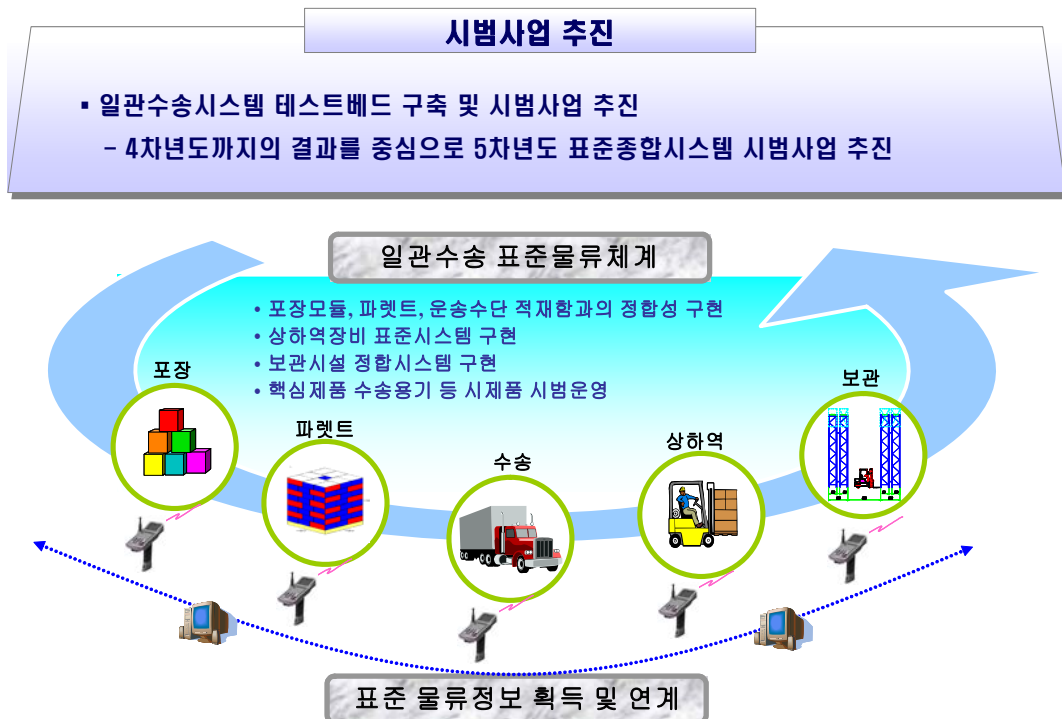 시범사업 추진
▪ 일관수송시스템 테스트베드 구축 및 시범사업 추진
– 4차년도까지의 결과를 중심으로 5차년도 표준종합시스템 시범사업 추진
일관수송 표준물류체계
• 포장모듈, 파렛트, 운송수단 적재함과의 정합성 구현
• 상하역장비 표준시스템 구현
• 보관시설 정합시스템 구현
• 핵심제품 수송용기 등 시제품 시범운영
포장
파렛트
수송
상하역
보관
표준 물류정보 획득 및 연계